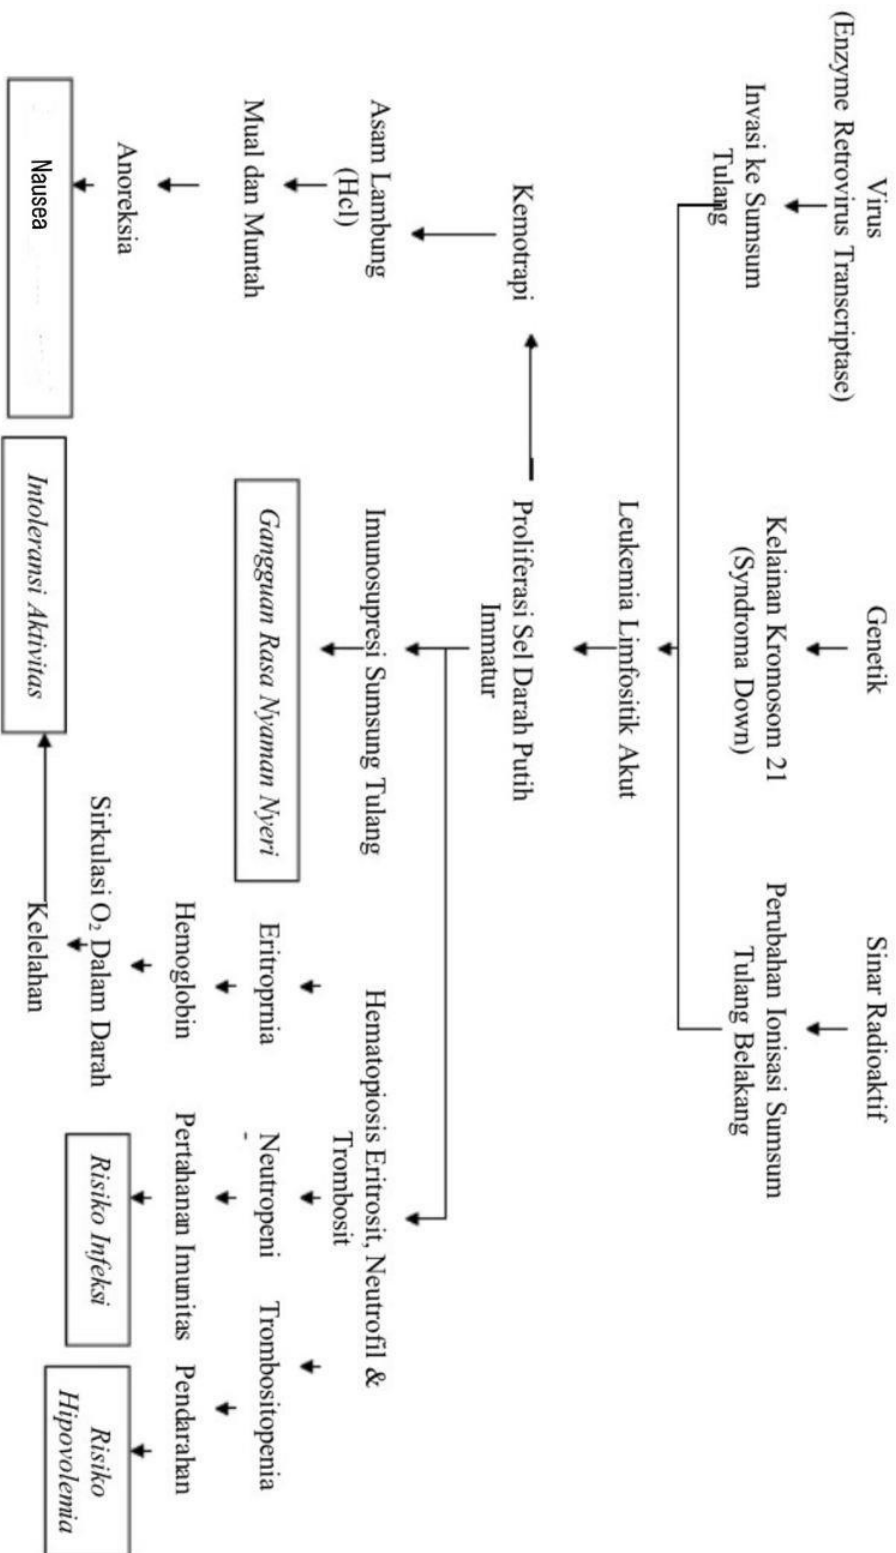 Virus
(Enzyme Retrovirus Transcriptase)
Genetik
Sinar Radioaktif
Invasi ke Sumsum
Tulang
Kelainan Kromosom 21
(Syndroma Down)
Perubahan Ionisasi Sumsum
Tulang Belakang
Leukemia Limfositik Akut
Kemotrapi
Proliferasi Sel Darah Putih
Immatur
Asam Lambung
(Hcl)
Imunosupresi Sumsung Tulang
Hematopiosis Eritrosit, Neutrofil &
Trombosit
Mual dan Muntah
Gangguan Rasa Nyaman Nyeri
Eritroprnia
Neutropeni
-
Trombositopenia
Hemoglobin
Pertahanan Imunitas
Pendarahan
Anoreksia
Sirkulasi O₂ Dalam Darah
Risiko Infeksi
Risiko
Hipovolemia
Nausea
Intoleransi Aktivitas
Kelelahan